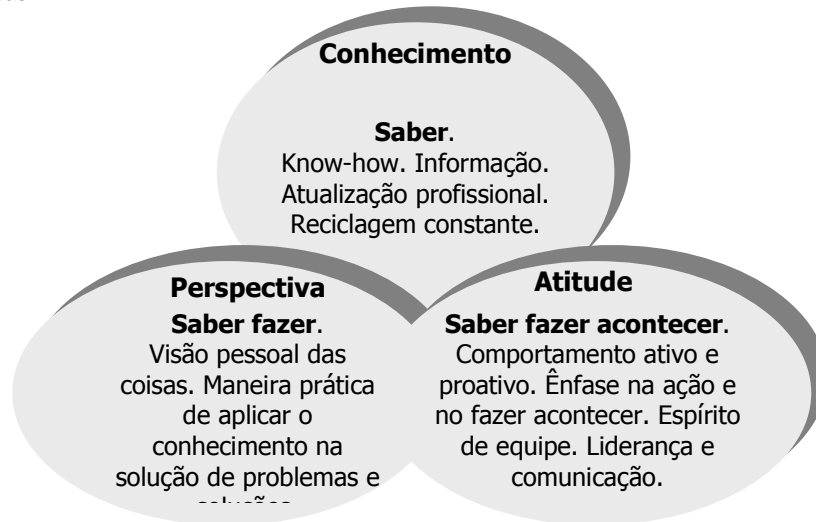 Conhecimento
Saber.
Know-how. Informação.
Atualização profissional.
Reciclagem constante.
Perspectiva
Saber fazer.
Visão pessoal das
coisas. Maneira prática
de aplicar o
conhecimento na
solução de problemas e
Atitude
Saber fazer acontecer.
Comportamento ativo e
proativo. Ênfase na ação e
no fazer acontecer. Espírito
de equipe. Liderança e
comunicação.